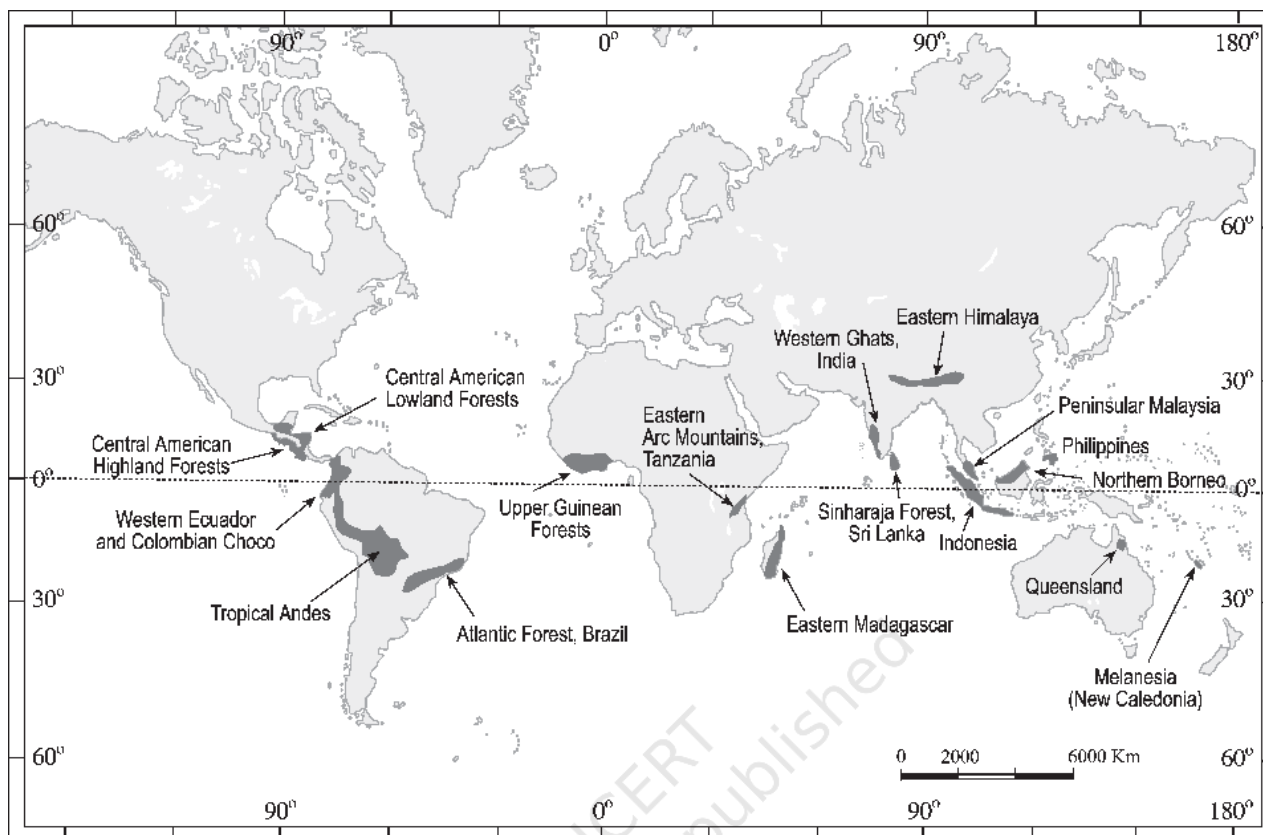 90°
0°
90°
180°
60°
60°
Eastern Himalaya
Western Ghats,
India
30°
30°
Central American
Lowland Forests
Peninsular Malaysia
Eastern
Arc Mountains,
Tanzania
Central American
Highland Forests
Philippines
Northern Borneo
0°
0°
Upper Guinean
Forests
Sinharaja Forest,
Sri Lanka
Indonesia
Western Ecuador
and Colombian Choco
Queensland
Tropical Andes
30°
30°
Atlantic Forest, Brazil
Eastern Madagascar
Melanesia
(New Caledonia)
60°
60°
0 2000 6000 Km
published
90°
0°
90°
180°